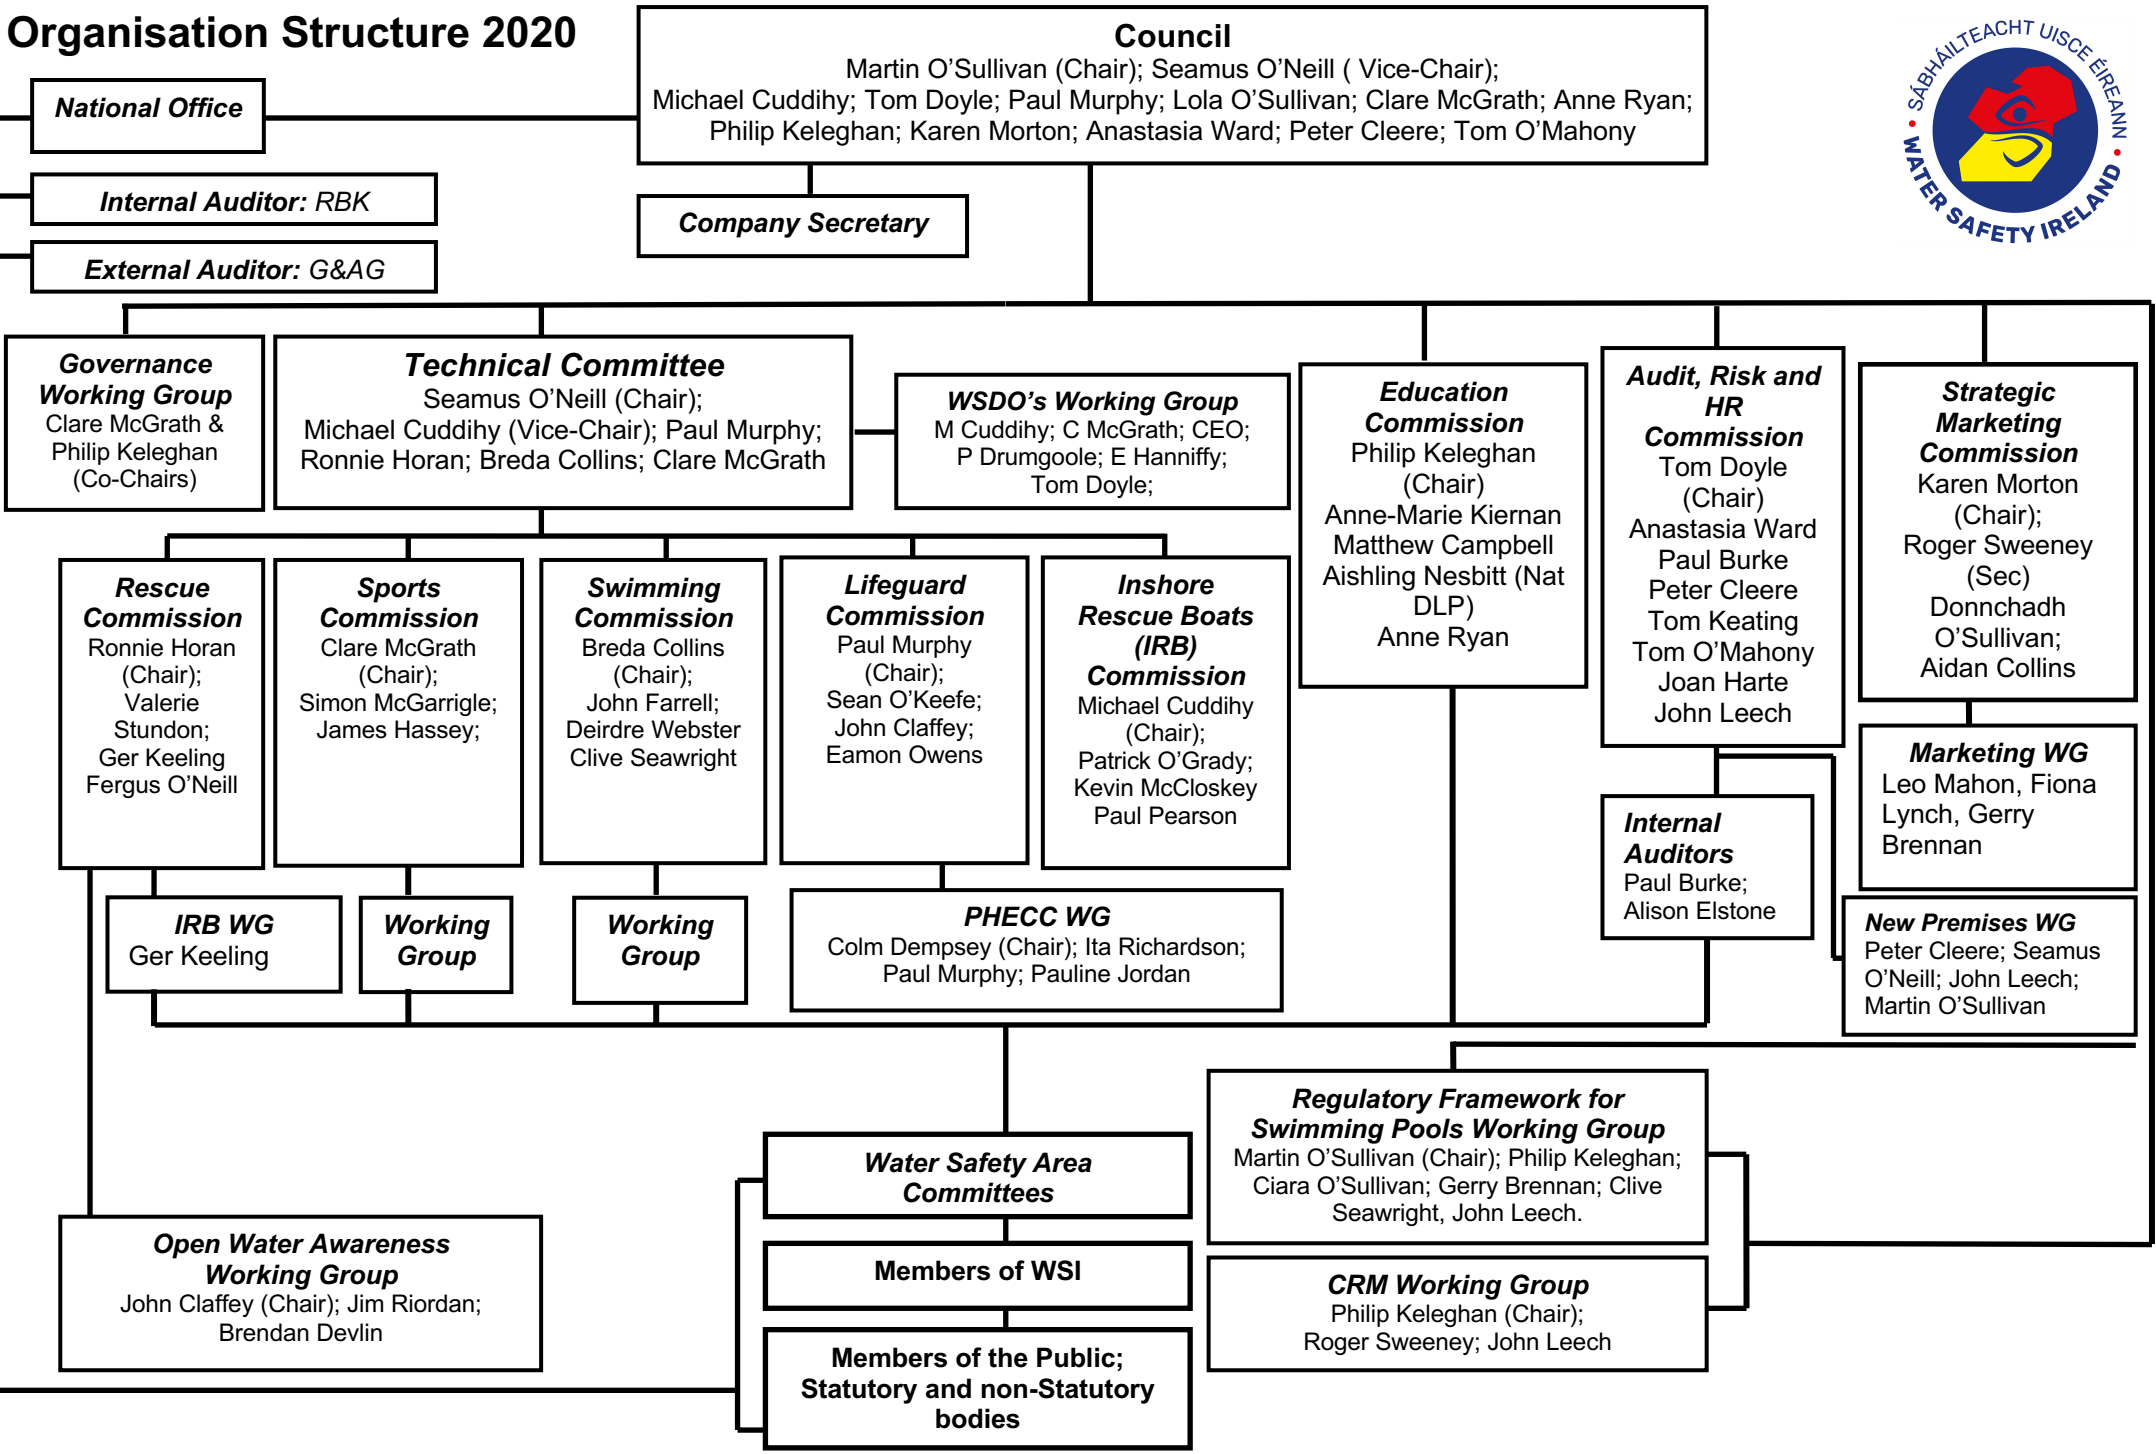 Organisation Structure 2020
Council
Martin O’Sullivan (Chair); Seamus O’Neill ( Vice-Chair);
Michael Cuddihy; Tom Doyle; Paul Murphy; Lola O’Sullivan; Clare McGrath; Anne Ryan;
Philip Keleghan; Karen Morton; Anastasia Ward; Peter Cleere; Tom O’Mahony
SÁBHÁILTEACHT UISCE ÉIREANN
WATER SAFETY IRELAND
National Office
Internal Auditor: RBK
External Auditor: G&AG
Company Secretary
Governance
Working Group
Clare McGrath &
Philip Keleghan
(Co-Chairs)
Technical Committee
Seamus O’Neill (Chair);
Michael Cuddihy (Vice-Chair); Paul Murphy;
Ronnie Horan; Breda Collins; Clare McGrath
WSDO’s Working Group
M Cuddihy; C McGrath; CEO;
P Drumgoole; E Hanniffy;
Tom Doyle;
Education
Commission
Philip Keleghan
(Chair)
Anne-Marie Kiernan
Matthew Campbell
Aishling Nesbitt (Nat
DLP)
Anne Ryan
Audit, Risk and
HR
Commission
Tom Doyle
(Chair)
Anastasia Ward
Paul Burke
Peter Cleere
Tom Keating
Tom O’Mahony
Joan Harte
John Leech
Strategic
Marketing
Commission
Karen Morton
(Chair);
Roger Sweeney
(Sec)
Donnchadh
O’Sullivan;
Aidan Collins
Rescue
Commission
Ronnie Horan
(Chair);
Valerie
Stundon;
Ger Keeling
Fergus O’Neill
Sports
Commission
Clare McGrath
(Chair);
Simon McGarrigle;
James Hassey;
Swimming
Commission
Breda Collins
(Chair);
John Farrell;
Deirdre Webster
Clive Seawright
Lifeguard
Commission
Paul Murphy
(Chair);
Sean O’Keefe;
John Claffey;
Eamon Owens
Inshore
Rescue Boats
(IRB)
Commission
Michael Cuddihy
(Chair);
Patrick O’Grady;
Kevin McCloskey
Paul Pearson
Marketing WG
Leo Mahon, Fiona
Lynch, Gerry
Brennan
Internal
Auditors
Paul Burke;
Alison Elstone
New Premises WG
Peter Cleere; Seamus
O’Neill; John Leech;
Martin O’Sullivan
IRB WG
Ger Keeling
Working
Group
Working
Group
PHECC WG
Colm Dempsey (Chair); Ita Richardson;
Paul Murphy; Pauline Jordan
Regulatory Framework for
Swimming Pools Working Group
Martin O’Sullivan (Chair); Philip Keleghan;
Ciara O’Sullivan; Gerry Brennan; Clive
Seawright, John Leech.
Water Safety Area
Committees
Members of WSI
Members of the Public;
Statutory and non-Statutory
bodies
Open Water Awareness
Working Group
John Claffey (Chair); Jim Riordan;
Brendan Devlin
CRM Working Group
Philip Keleghan (Chair);
Roger Sweeney; John Leech